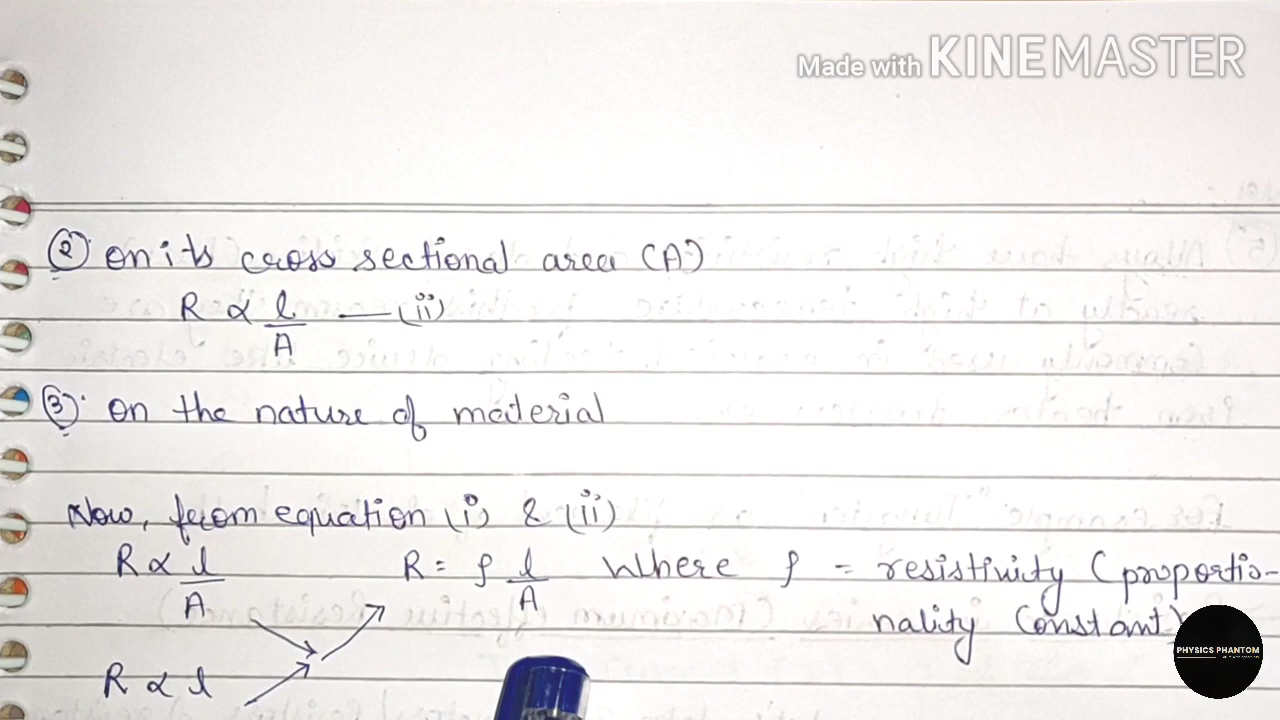 Made with KINEMASTER
(2) on its cross sectional area (A)
R ∝ l/A —(ii)
(3) on the nature of material
Now, from equation (i) & (ii)
R ∝ l/A R = ρ l/A Where ρ = resistivity (proportio-
nality Constant)
R ∝ l
PHYSICS PHANTOM